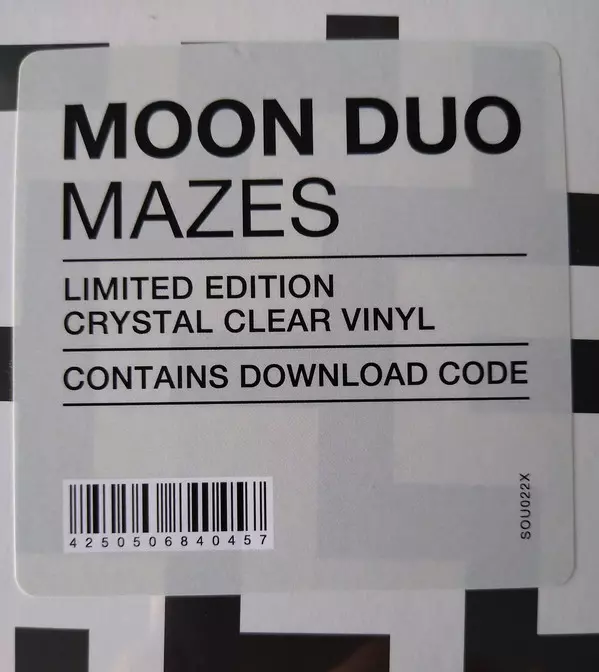 MOON DUO
MAZES
LIMITED EDITION
CRYSTAL CLEAR VINYL
CONTAINS DOWNLOAD CODE
4250506840457
SOU022X